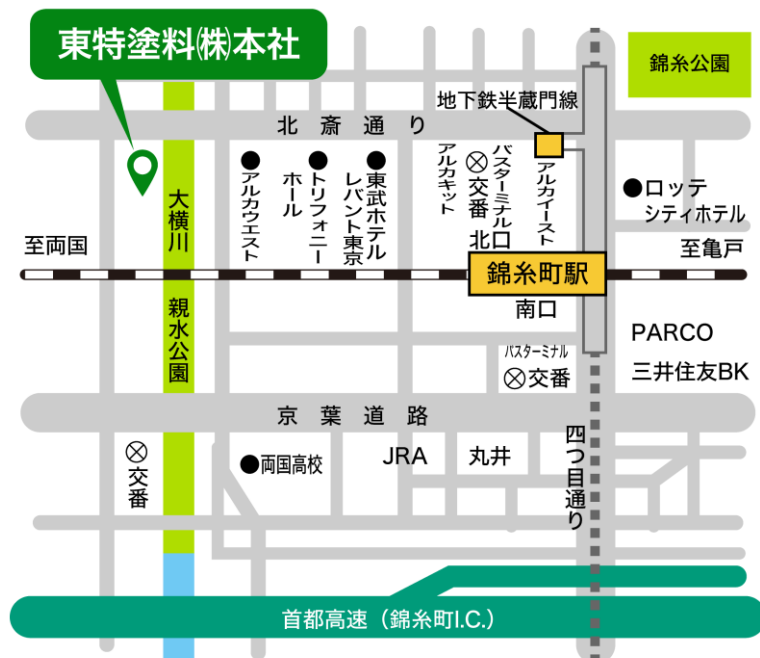 東特塗料㈱本社
錦糸公園
地下鉄半蔵門線
北斎通り
アルカウエスト
トリフォニー
ホール
東武ホテル
レバント東京
アルカキット
交番
バスターミナル
北口
アルカイースト
ロッテ
シティホテル
大横川
親水公園
至両国
至亀戸
錦糸町駅
南口
PARCO
三井住友BK
バスターミナル
交番
京葉道路
交番
両国高校
JRA
丸井
四つ目通り
首都高速（錦糸町I.C.）